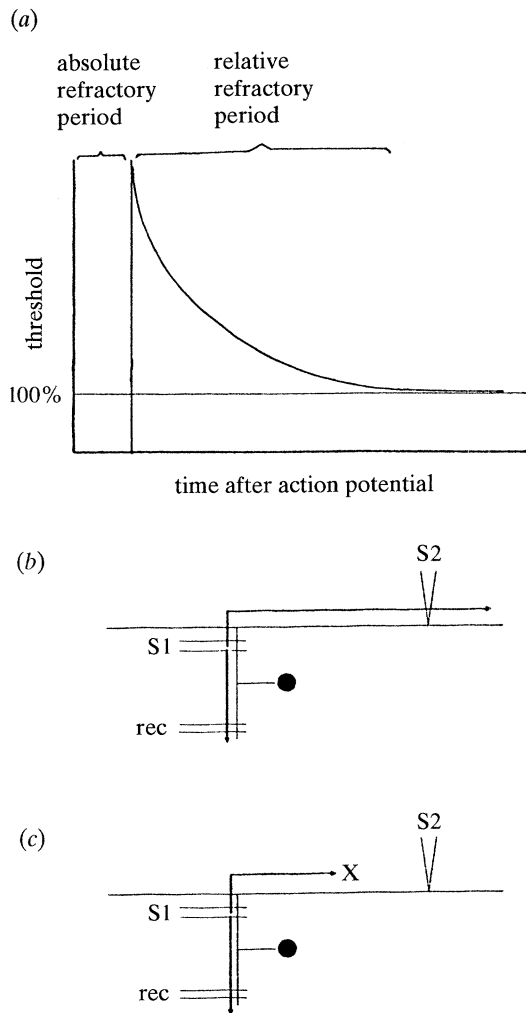 (a)
absolute
refractory
period
relative
refractory
period
threshold
100%
time after action potential
(b)
S2
S1
rec
(c)
S2
X
S1
rec